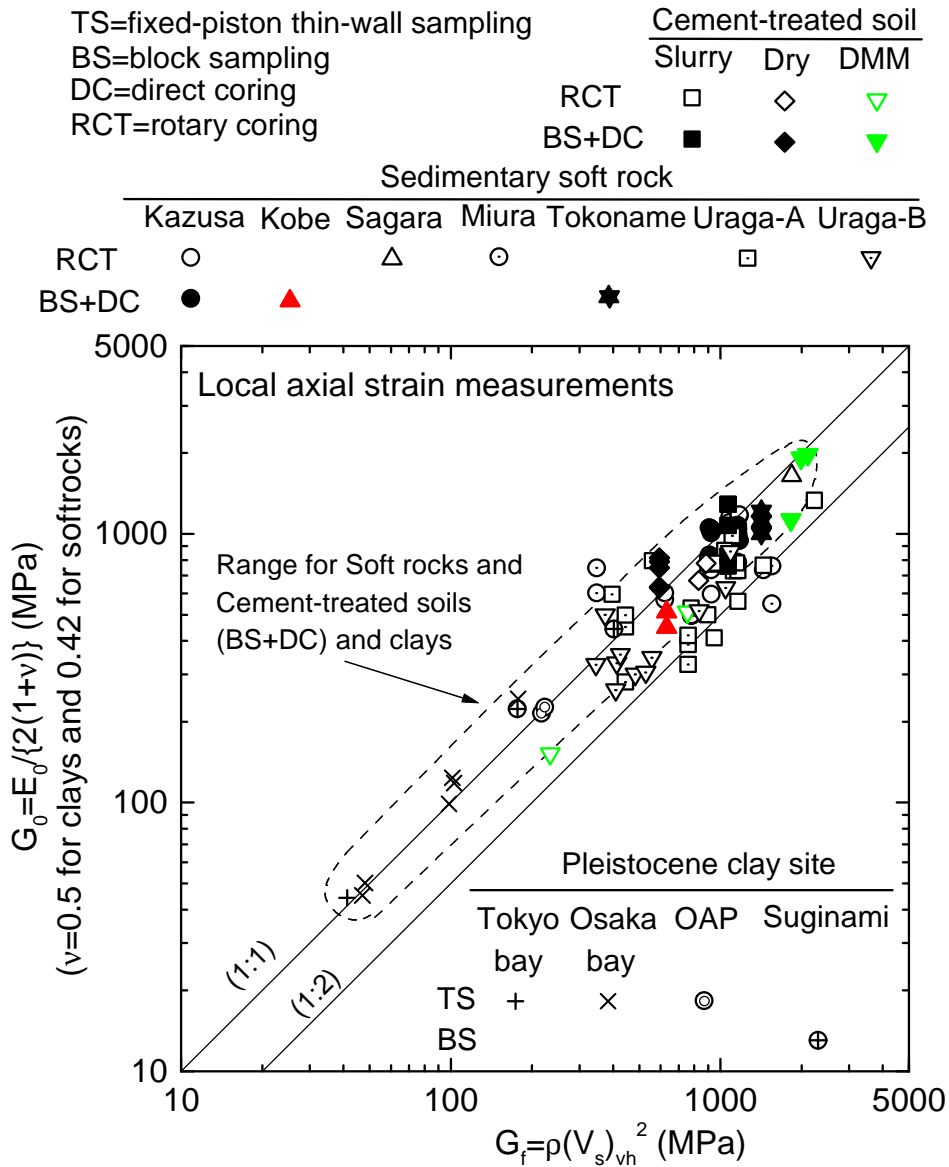 TS=fixed-piston thin-wall sampling
BS=block sampling
DC=direct coring
RCT=rotary coring
Cement-treated soil
Slurry Dry DMM
RCT
BS+DC
Sedimentary soft rock
Kazusa Kobe Sagara Miura Tokoname Uraga-A Uraga-B
RCT
BS+DC
5000
1000
100
10
G₀=E₀/{2(1+ν)} (MPa)
(ν=0.5 for clays and 0.42 for softrocks)
Local axial strain measurements
Range for Soft rocks and
Cement-treated soils
(BS+DC) and clays
(1:1)
(1:2)
Pleistocene clay site
Tokyo bay Osaka bay OAP Suginami
TS
BS
10 100 1000 5000
G_f=ρ(V_s)_vh² (MPa)